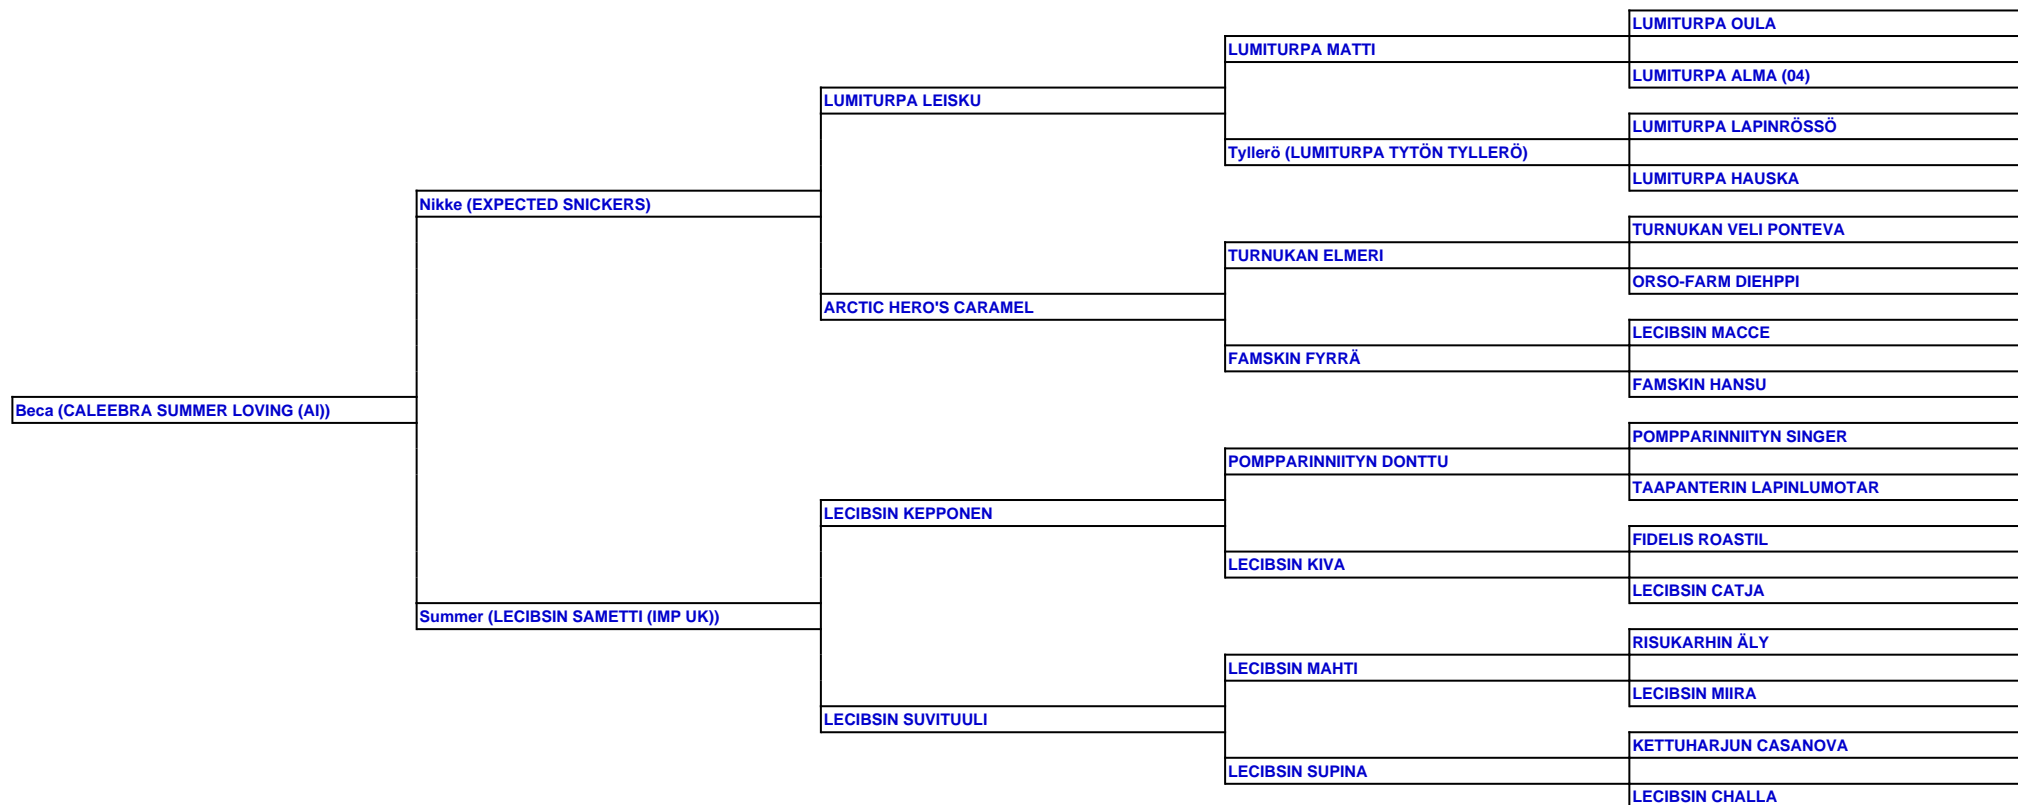 LUMITURPA OULA
LUMITURPA MATTI
LUMITURPA ALMA (04)
LUMITURPA LEISKU
LUMITURPA LAPINRÖSSÖ
Tyllerö (LUMITURPA TYTÖN TYLLERÖ)
LUMITURPA HAUSKA
Nikke (EXPECTED SNICKERS)
TURNUKAN VELI PONTEVA
TURNUKAN ELMERI
ORSO-FARM DIEHPPI
ARCTIC HERO'S CARAMEL
LECIBSIN MACCE
FAMSKIN FYRRÄ
FAMSKIN HANSU
Beca (CALEEBRA SUMMER LOVING (AI))
POMPPARINNIITYN SINGER
POMPPARINNIITYN DONTTU
TAAPANTERIN LAPINLUMOTAR
LECIBSIN KEPPONEN
FIDELIS ROASTIL
LECIBSIN KIVA
LECIBSIN CATJA
Summer (LECIBSIN SAMETTI (IMP UK))
RISUKARHIN ÄLY
LECIBSIN MAHTI
LECIBSIN MIIRA
LECIBSIN SUVITUULI
KETTUHARJUN CASANOVA
LECIBSIN SUPINA
LECIBSIN CHALLA